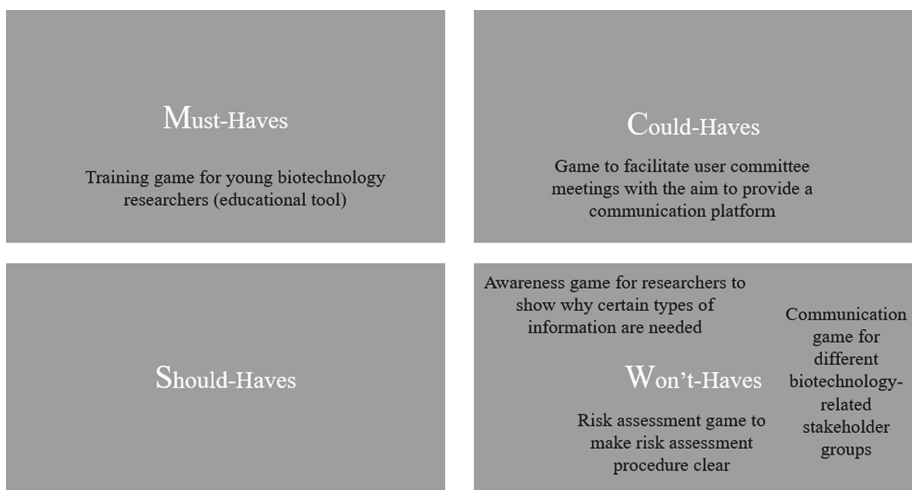 Must-Haves
Training game for young biotechnology
researchers (educational tool)
Could-Haves
Game to facilitate user committee
meetings with the aim to provide a
communication platform
Should-Haves
Awareness game for researchers to
show why certain types of
information are needed
Won’t-Haves
Risk assessment game to
make risk assessment
procedure clear
Communication
game for
different
biotechnology-
related
stakeholder
groups